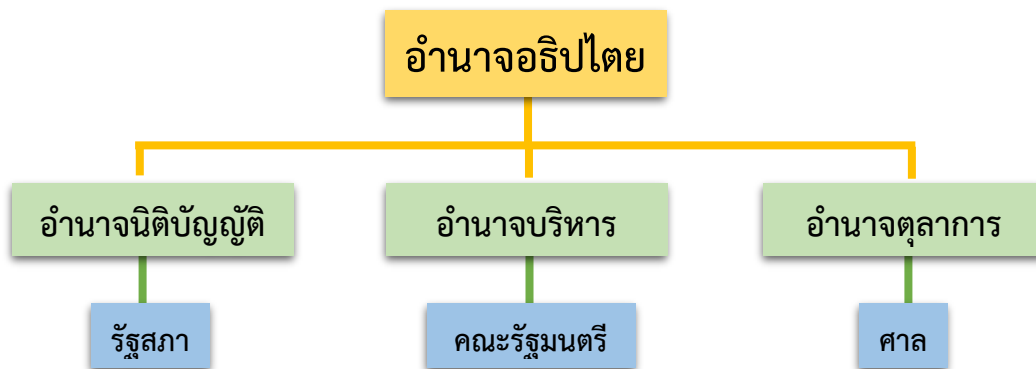 อำนาจอธิปไตย
อำนาจนิติบัญญัติ
อำนาจบริหาร
อำนาจตุลาการ
รัฐสภา
คณะรัฐมนตรี
ศาล